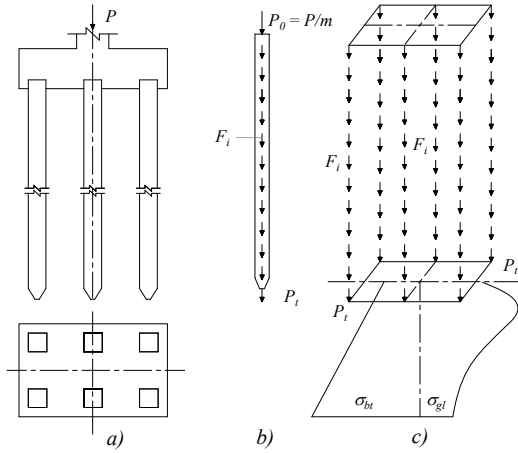 P
P₀ = P/m
Fᵢ
Fᵢ
Fᵢ
Pₜ
Pₜ
Pₜ
σbt
σgl
a)
b)
c)